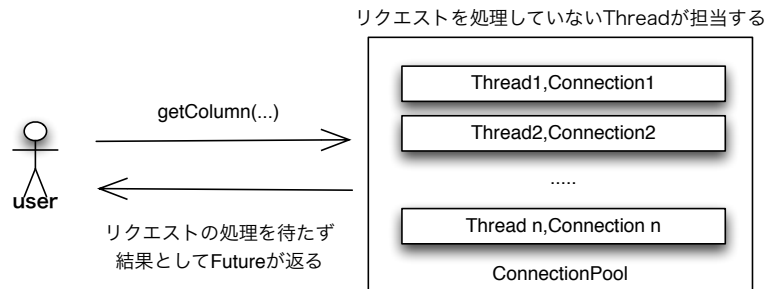 リクエストを処理していないThreadが担当する
Thread1,Connection1
getColumn(...)
Thread2,Connection2
.....
user
リクエストの処理を待たず
結果としてFutureが返る
Thread n,Connection n
ConnectionPool